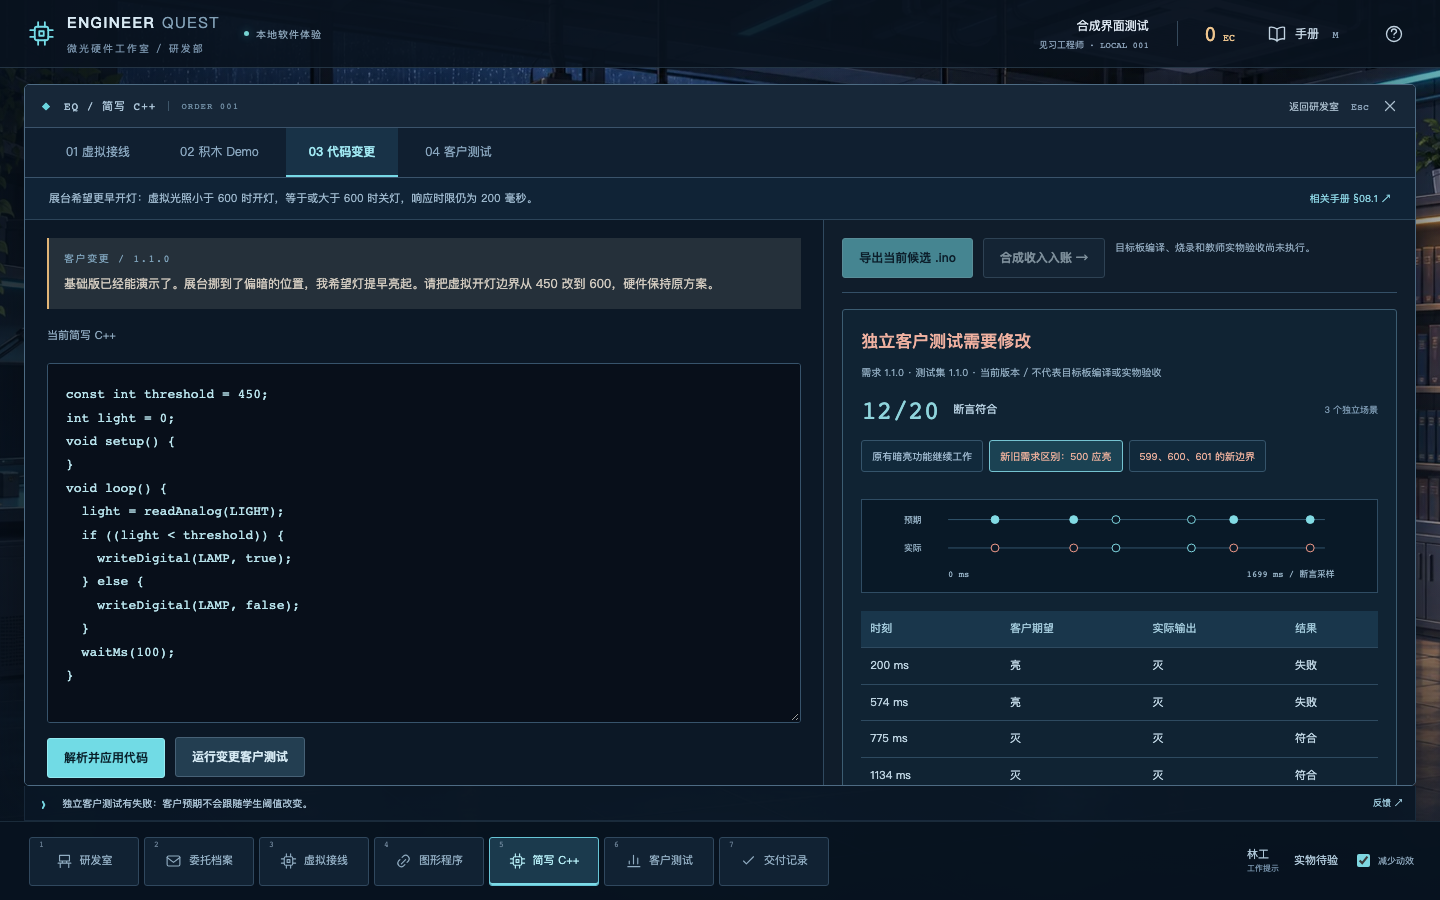 ENGINEER QUEST
微光硬件工作室 / 研发部
本地软件体验
合成界面测试
见习工程师 · LOCAL 001
0 EC
手册 M
EQ / 简写 C++ ORDER 001
返回研发室 Esc
01 虚拟接线
02 积木 Demo
03 代码变更
04 客户测试
展台希望更早开灯：虚拟光照小于 600 时开灯，等于或大于 600 时关灯，响应时限仍为 200 毫秒。
相关手册 §08.1 ↗
客户变更 / 1.1.0
基础版已经能演示了。展台挪到了偏暗的位置，我希望灯提早亮起。请把虚拟开灯边界从 450 改到 600，硬件保持原方案。
当前简写 C++
const int threshold = 450;
int light = 0;
void setup() {
}
void loop() {
  light = readAnalog(LIGHT);
  if ((light < threshold)) {
    writeDigital(LAMP, true);
  } else {
    writeDigital(LAMP, false);
  }
  waitMs(100);
}
解析并应用代码
运行变更客户测试
导出当前候选 .ino
合成收入入账 →
目标板编译、烧录和教师实物验收尚未执行。
独立客户测试需要修改
需求 1.1.0 · 测试集 1.1.0 · 当前版本 / 不代表目标板编译或实物验收
12/20 断言符合
3 个独立场景
原有暗亮功能继续工作
新旧需求区别：500 应亮
599、600、601 的新边界
预期
实际
0 ms
1699 ms / 断言采样
时刻 客户期望 实际输出 结果
200 ms 亮 灭 失败
574 ms 亮 灭 失败
775 ms 灭 灭 符合
1134 ms 灭 灭 符合
独立客户测试有失败：客户预期不会跟随学生阈值改变。
反馈 ↗
1 研发室
2 委托档案
3 虚拟接线
4 图形程序
5 简写 C++
6 客户测试
7 交付记录
林工
工作提示
实物待验
减少动效